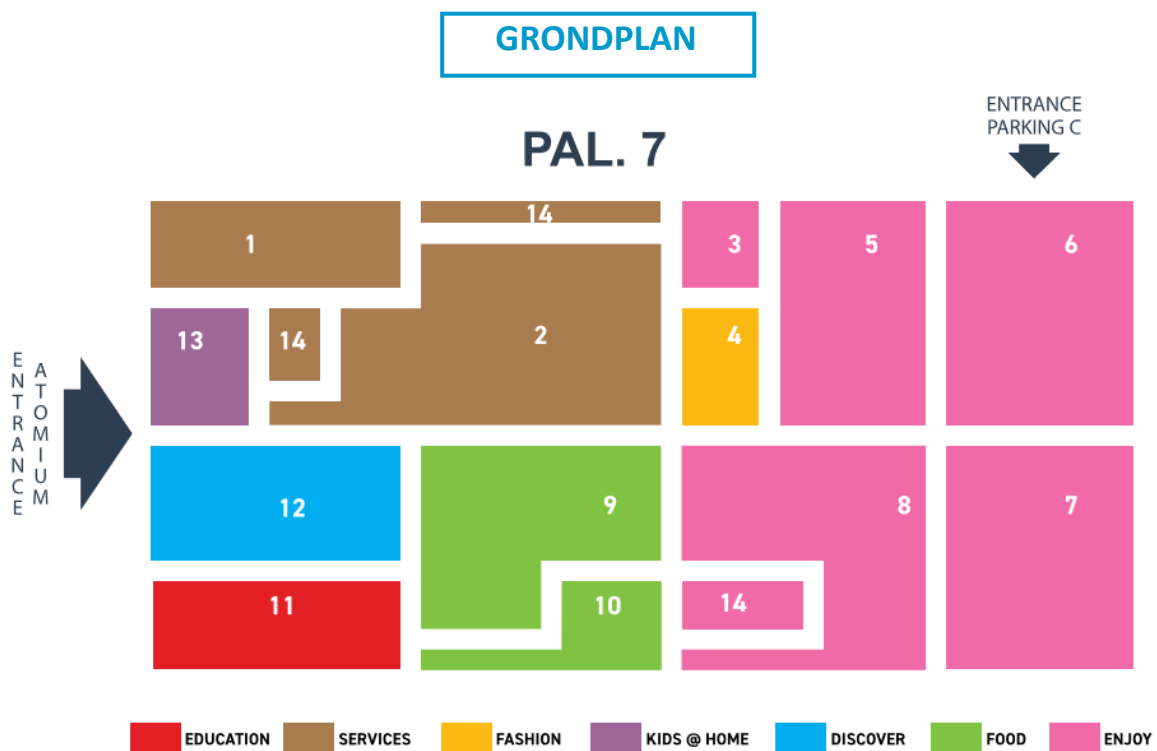 GRONDPLAN
ENTRANCE
PARKING C
PAL. 7
14
1
3
5
6
13
14
2
4
ENTRANCE
ATOMIUM
12
9
8
7
11
10
14
EDUCATION
SERVICES
FASHION
KIDS @ HOME
DISCOVER
FOOD
ENJOY